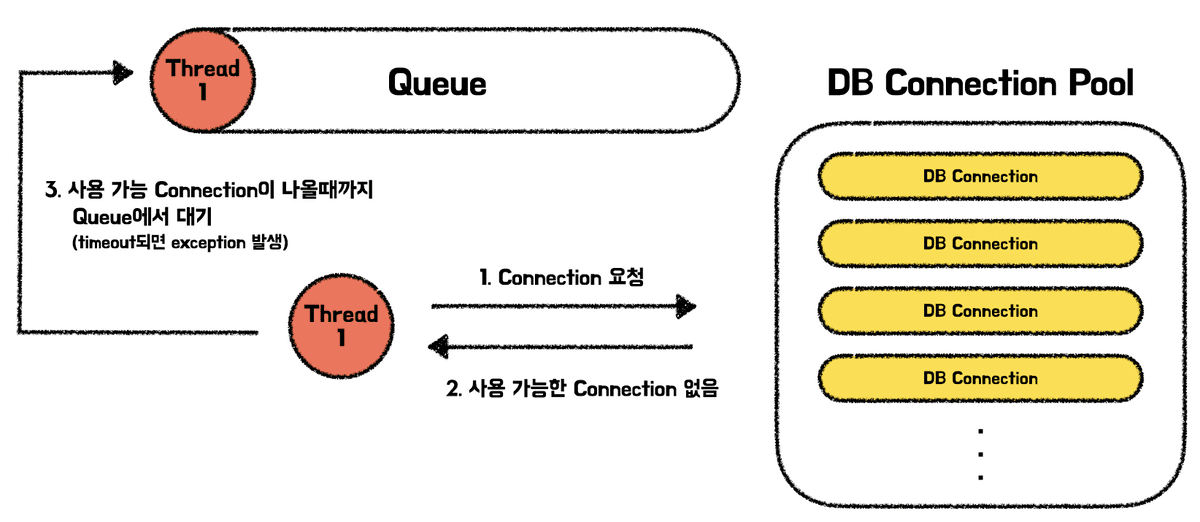 Thread
1
Queue
DB Connection Pool
DB Connection
DB Connection
DB Connection
DB Connection
3. 사용 가능 Connection이 나올때까지
Queue에서 대기
(timeout되면 exception 발생)
Thread
1
1. Connection 요청
2. 사용 가능한 Connection 없음